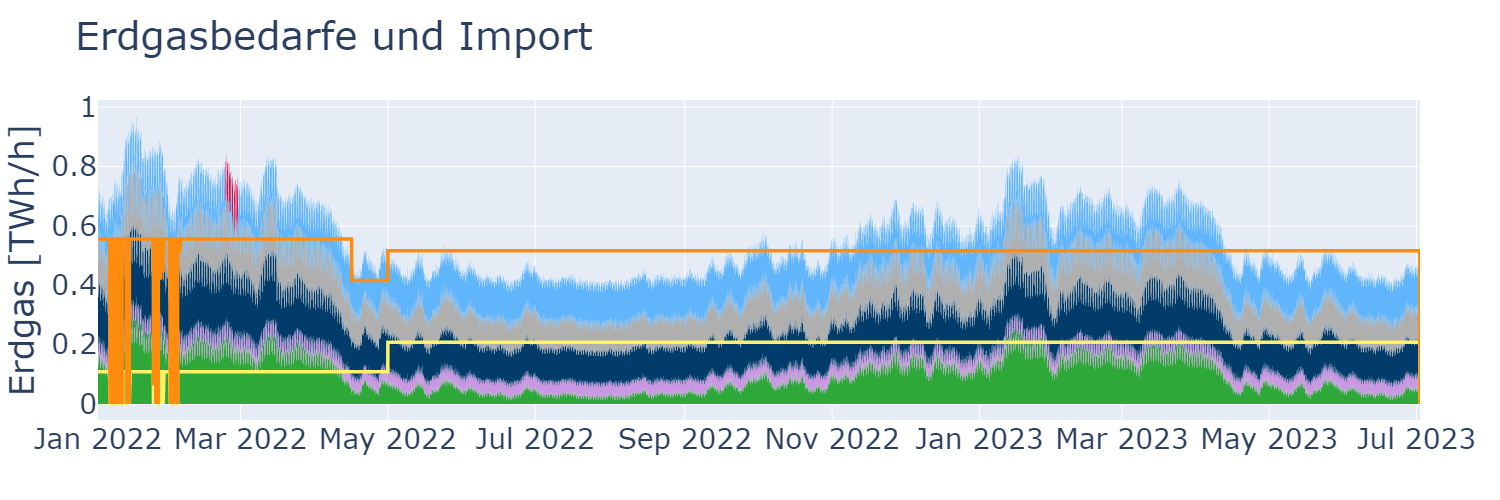 Erdgasbedarfe und Import
Erdgas [TWh/h]
1
0.8
0.6
0.4
0.2
0
Jan 2022 Mar 2022 May 2022 Jul 2022 Sep 2022 Nov 2022 Jan 2023 Mar 2023 May 2023 Jul 2023